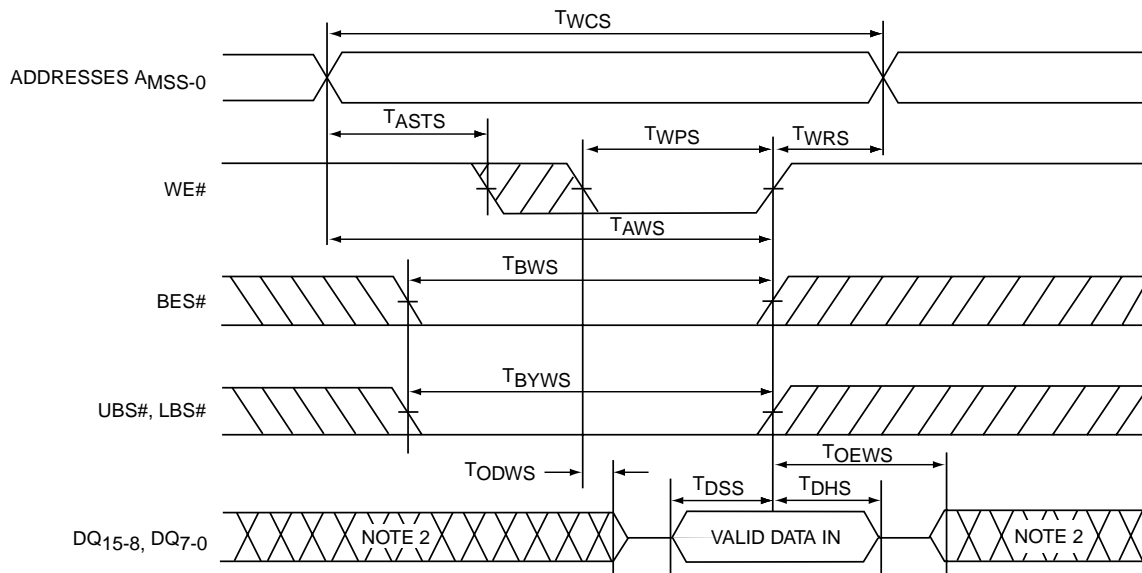 TWCS
ADDRESSES AMSS-0
TASTS
TWPS
TWRS
WE#
TAWS
TBWS
BES#
TBYWS
UBS#, LBS#
TODWS
TOEWS
TDSS
TDHS
DQ15-8, DQ7-0
NOTE 2
VALID DATA IN
NOTE 2